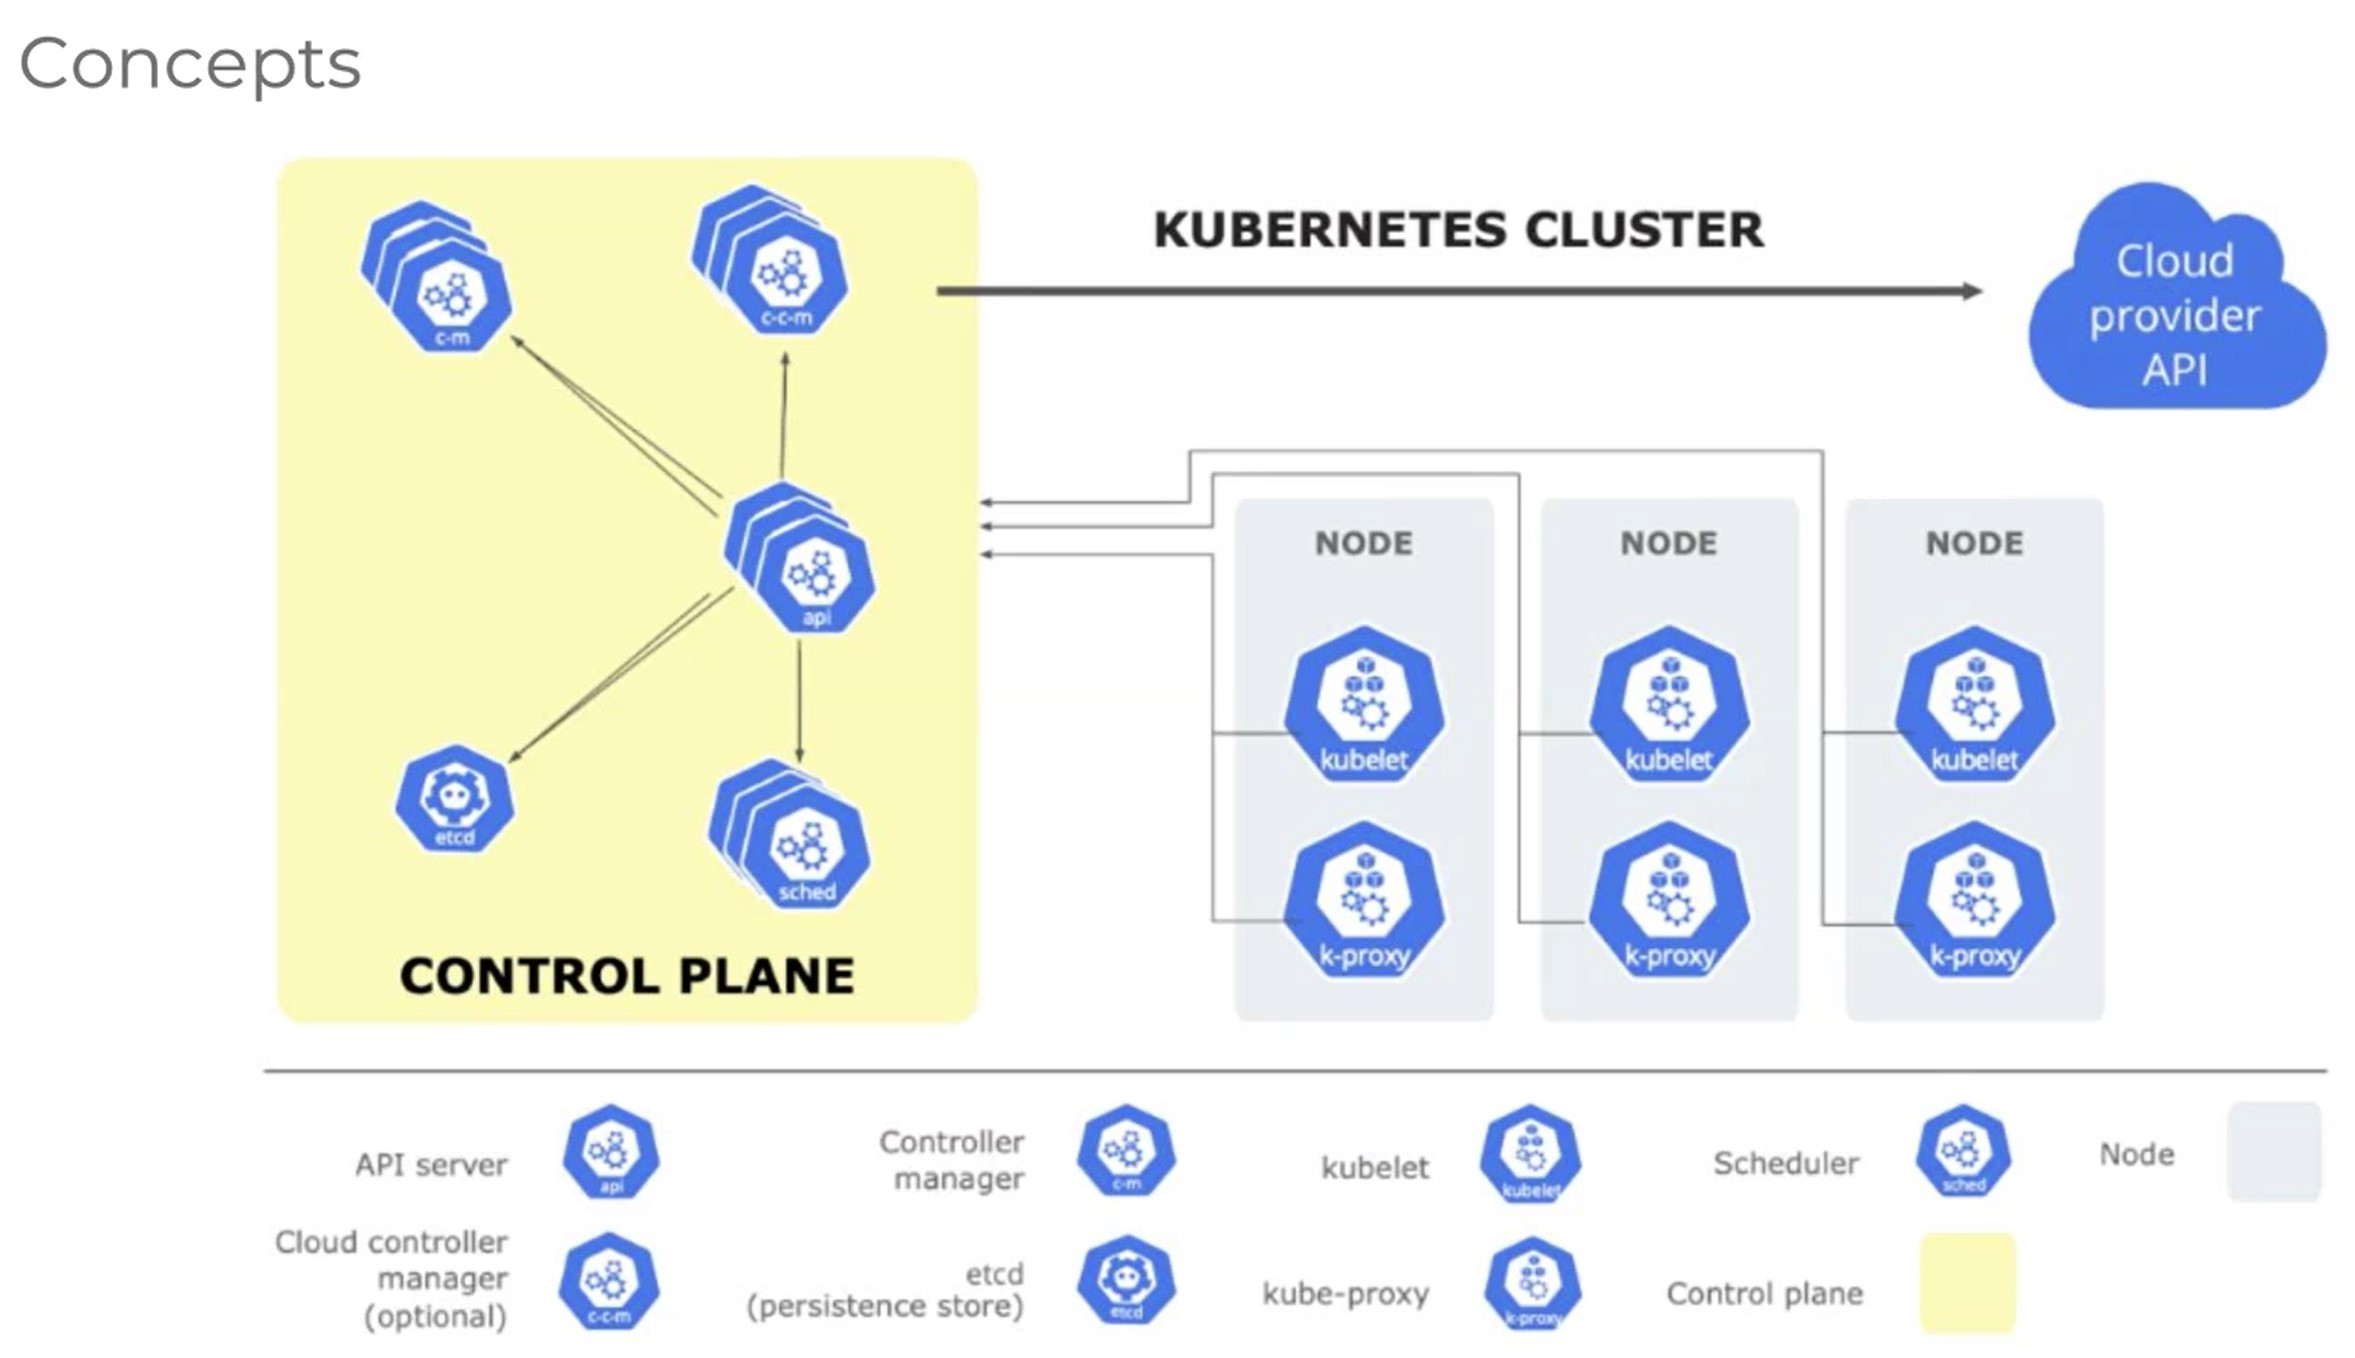 Concepts
KUBERNETES CLUSTER
Cloud
provider
API
c-m
c-c-m
api
etcd
sched
CONTROL PLANE
NODE
NODE
NODE
kubelet
kubelet
kubelet
k-proxy
k-proxy
k-proxy
API server
api
Controller
manager
c-m
kubelet
kubelet
Scheduler
sched
Node
Cloud controller
manager
(optional)
c-c-m
etcd
(persistence store)
etcd
kube-proxy
k-proxy
Control plane